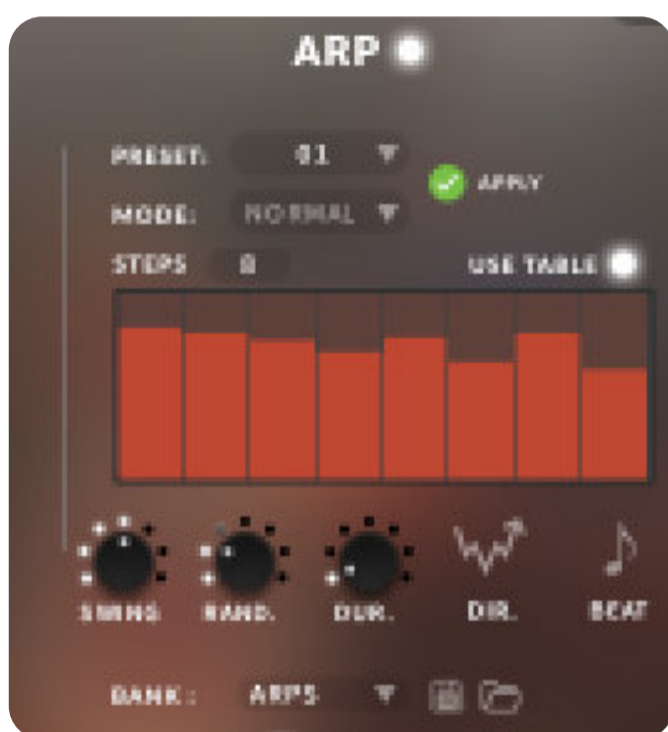 ARP
PRESET: 01
APPLY
MODE: NORMAL
STEPS 8 USE TABLE
SWING RAND. DUR. DIR. BEAT
BANK: ARPS